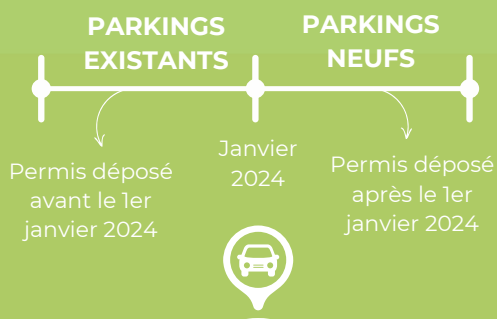 PARKINGS
EXISTANTS
PARKINGS
NEUFS
Permis déposé
avant le 1er
janvier 2024
Janvier
2024
Permis déposé
après le 1er
janvier 2024